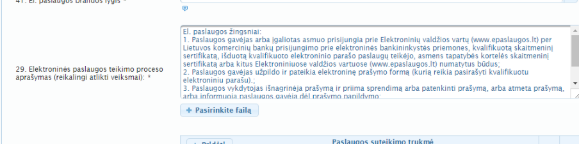 41. El. paslaugos brandos lygis *
El. paslaugos žingsniai:
1. Paslaugos gavėjas arba įgaliotas asmuo prisijungia prie Elektroninių valdžios vartų (www.epaslaugos.lt) per
Lietuvos komercinių bankų prisijungimo prie elektroninės bankininkystės priemones, kvalifikuotą skaitmeninį
sertifikatą, išduotą kvalifikuoto elektroninio parašo paslaugų teikėjo, asmens tapatybės kortelės skaitmeninį
sertifikatą arba kitus Elektroniniuose valdžios vartuose (www.epaslaugos.lt) numatytus būdus;
2. Paslaugos gavėjas užpildo ir pateikia elektroninę prašymo formą (kurią reikia pasirašyti kvalifikuotu
elektroniniu parašu).;
3. Paslaugos vykdytojas išnagrinėja prašymą ir priima sprendimą arba patenkinti prašymą, arba atmeta prašymą,
arba informuoja paslaugos gavėją dėl prašymo papildymo
29. Elektroninės paslaugos teikimo proceso
aprašymas (reikalingi atlikti veiksmai): *
+ Pasirinkite failą
+ Pridėti
Paslaugos suteikimo trukmė